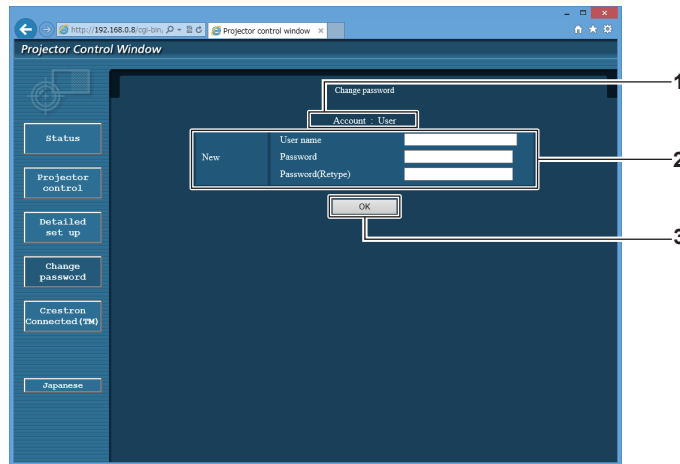 http://192.168.0.8/cgi-bin,
Projector control window
Projector Control Window
Change password
1
Account : User
Status
New
User name
Password
Password(Retype)
2
Projector
control
OK
Detailed
set up
3
Change
password
Crestron
Connected(TM)
Japanese